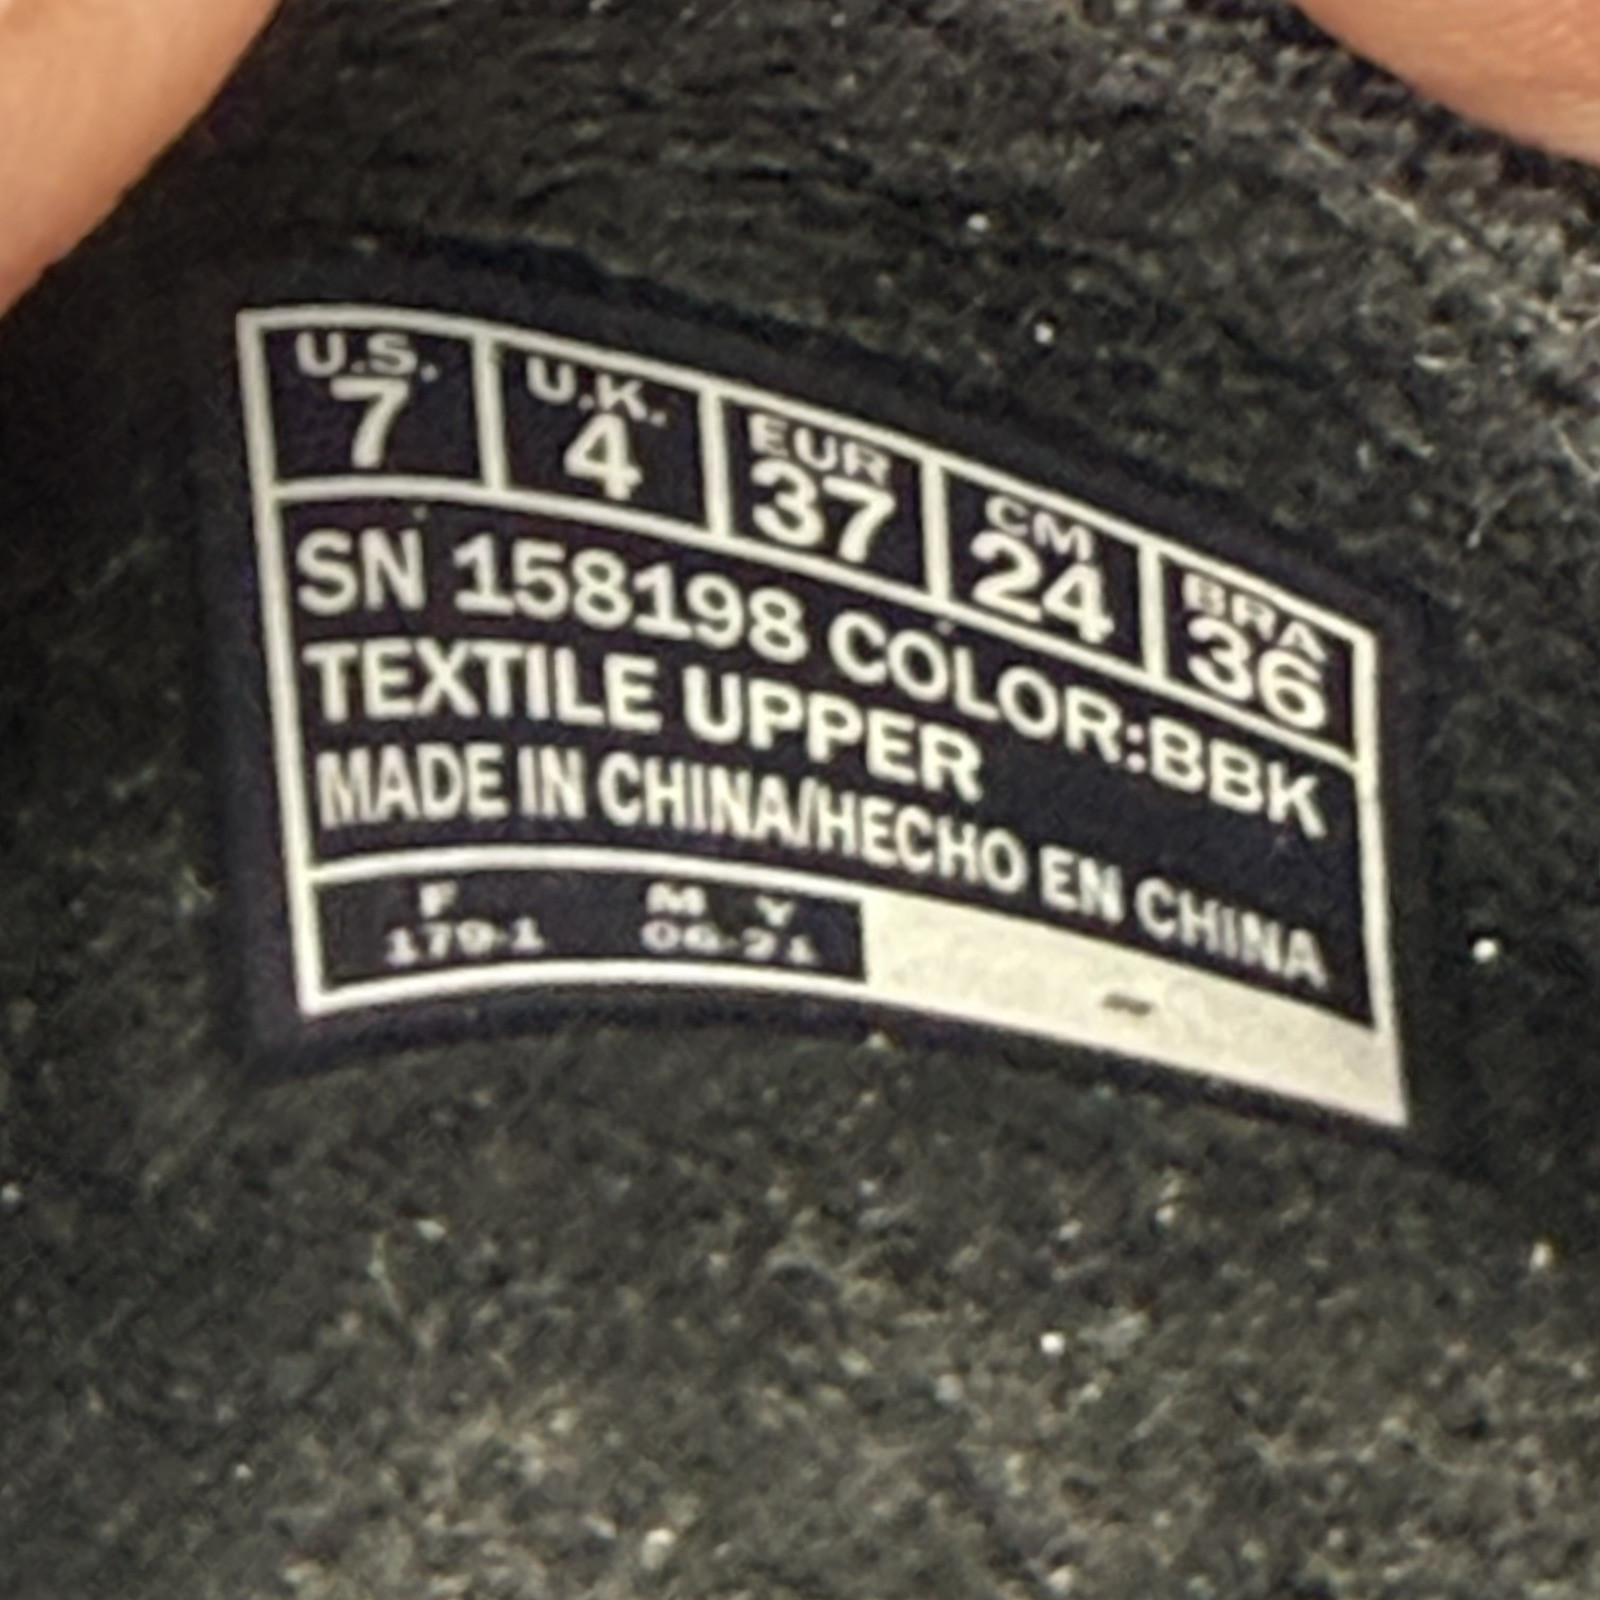 U.S. U.K. EUR CM BRA
7 4 37 24 36
SN 158198 COLOR:BBK
TEXTILE UPPER
MADE IN CHINA/HECHO EN CHINA
F M Y
179-1 06-21